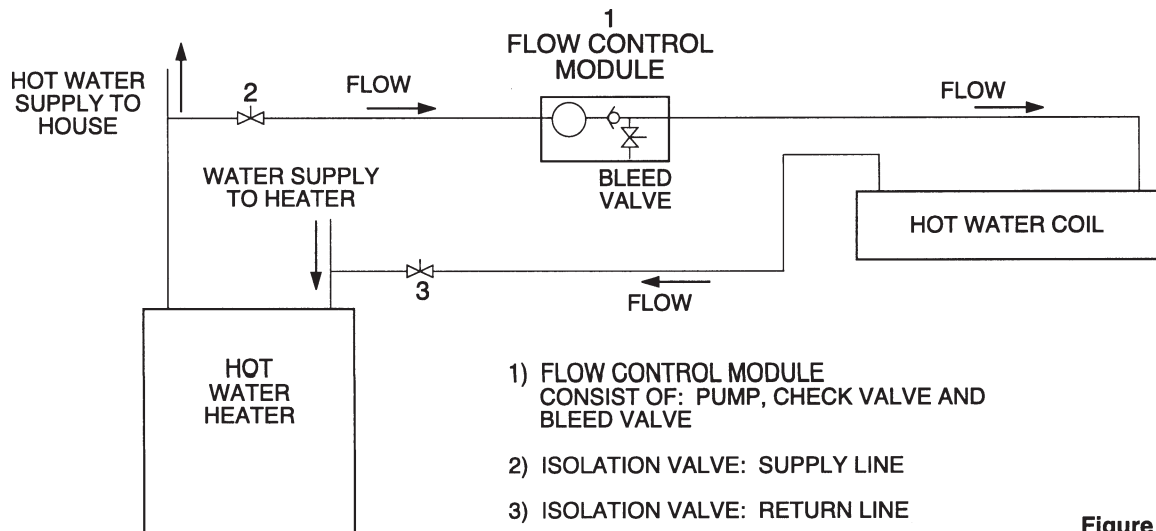 1
FLOW CONTROL
MODULE
HOT WATER
SUPPLY TO
HOUSE
2
FLOW
FLOW
WATER SUPPLY
TO HEATER
BLEED
VALVE
HOT WATER COIL
3
FLOW
HOT
WATER
HEATER
1) FLOW CONTROL MODULE
CONSIST OF: PUMP, CHECK VALVE AND
BLEED VALVE
2) ISOLATION VALVE: SUPPLY LINE
3) ISOLATION VALVE: RETURN LINE
Figure